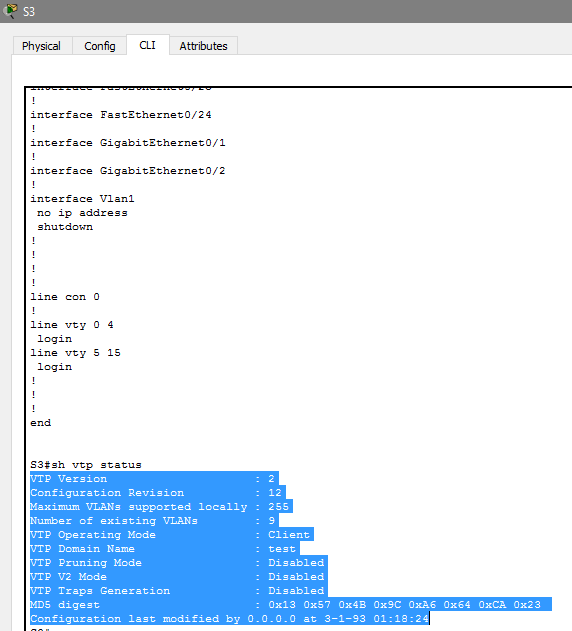 S3
Physical Config CLI Attributes
!
interface FastEthernet0/24
!
interface GigabitEthernet0/1
!
interface GigabitEthernet0/2
!
interface Vlan1
no ip address
shutdown
!
!
!
!
line con 0
!
line vty 0 4
login
line vty 5 15
login
!
!
!
end
S3#sh vtp status
VTP Version : 2
Configuration Revision : 12
Maximum VLANs supported locally : 255
Number of existing VLANs : 9
VTP Operating Mode : Client
VTP Domain Name : test
VTP Pruning Mode : Disabled
VTP V2 Mode : Disabled
VTP Traps Generation : Disabled
MD5 digest : 0x13 0x57 0x4B 0x9C 0xA6 0x64 0xCA 0x23
Configuration last modified by 0.0.0.0 at 3-1-93 01:18:24